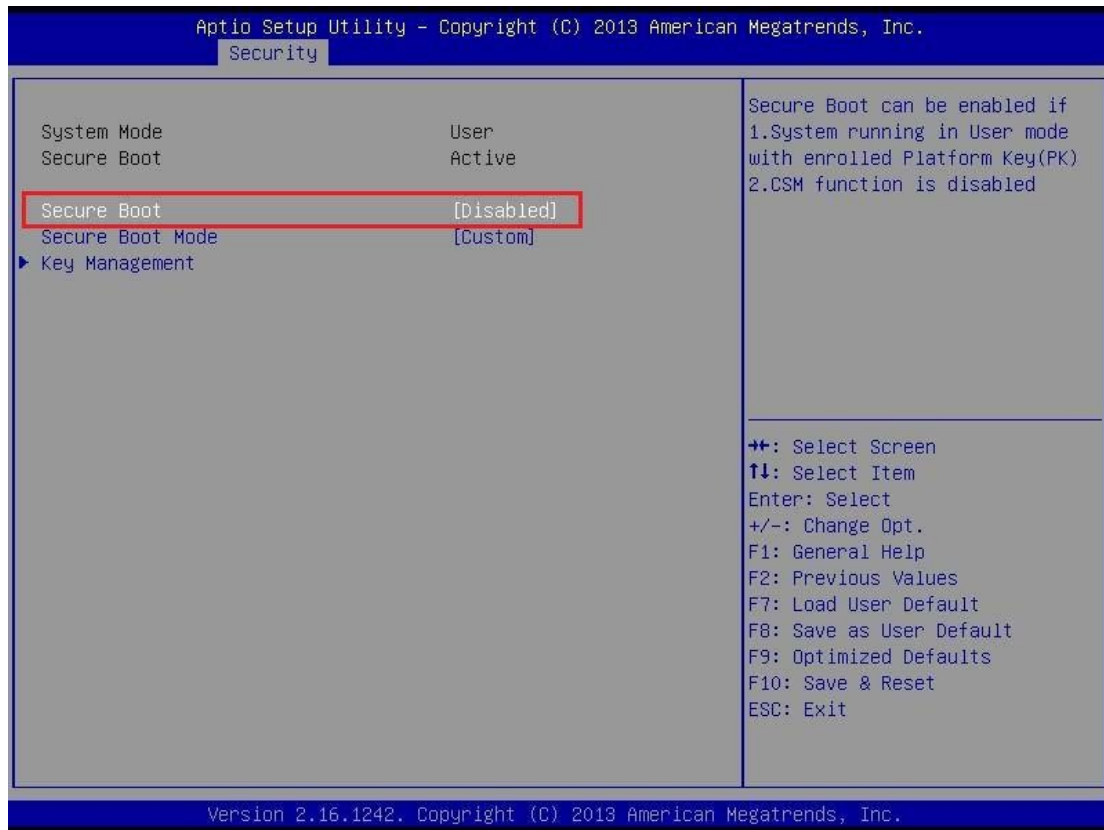 Aptio Setup Utility – Copyright (C) 2013 American Megatrends, Inc.
Security
System Mode User
Secure Boot Active
Secure Boot [Disabled]
Secure Boot Mode [Custom]
▶ Key Management
Secure Boot can be enabled if
1.System running in User mode
with enrolled Platform Key(PK)
2.CSM function is disabled
→←: Select Screen
↑↓: Select Item
Enter: Select
+/-: Change Opt.
F1: General Help
F2: Previous Values
F7: Load User Default
F8: Save as User Default
F9: Optimized Defaults
F10: Save & Reset
ESC: Exit
Version 2.16.1242. Copyright (C) 2013 American Megatrends, Inc.